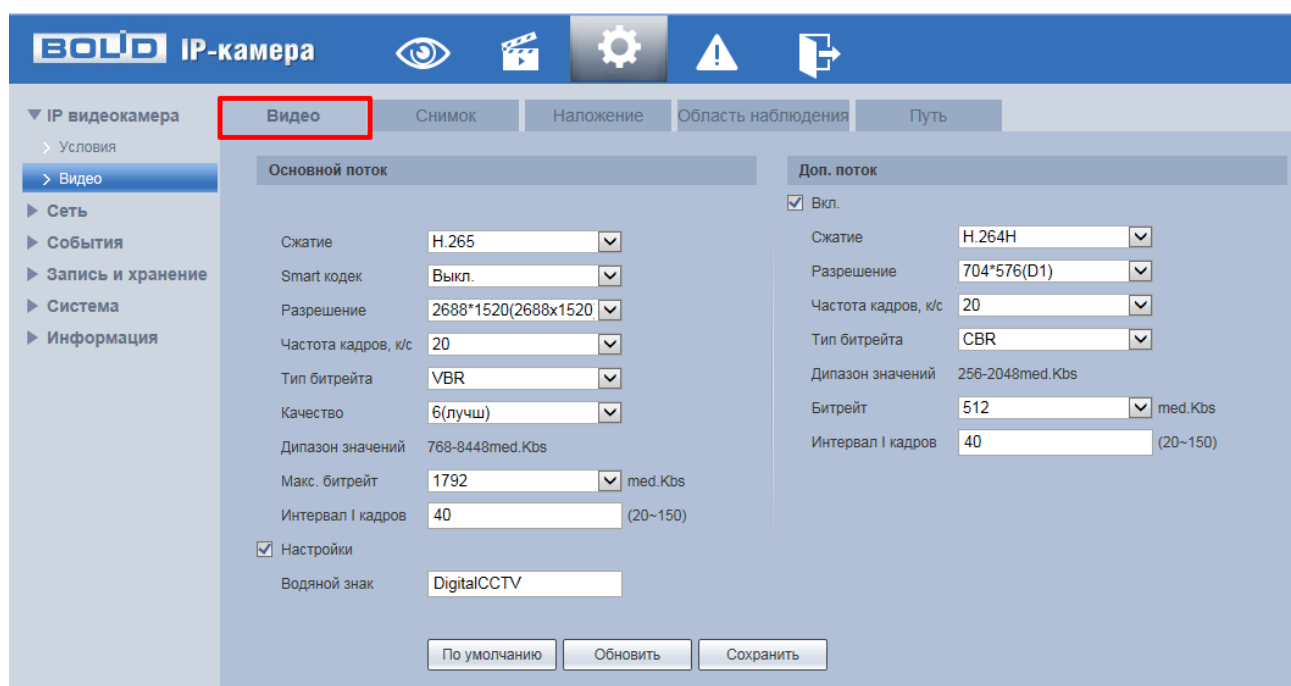 BOLID IP-камера
IP видеокамера
Условия
Видео
Сеть
События
Запись и хранение
Система
Информация
Видео
Снимок
Наложение
Область наблюдения
Путь
Основной поток
Сжатие H.265
Smart кодек Выкл.
Разрешение 2688*1520(2688x1520)
Частота кадров, к/с 20
Тип битрейта VBR
Качество 6(лучш)
Дипазон значений 768-8448med.Kbs
Макс. битрейт 1792 med.Kbs
Интервал I кадров 40 (20~150)
Настройки
Водяной знак DigitalCCTV
Доп. поток
Вкл.
Сжатие H.264H
Разрешение 704*576(D1)
Частота кадров, к/с 20
Тип битрейта CBR
Дипазон значений 256-2048med.Kbs
Битрейт 512 med.Kbs
Интервал I кадров 40 (20~150)
По умолчанию
Обновить
Сохранить